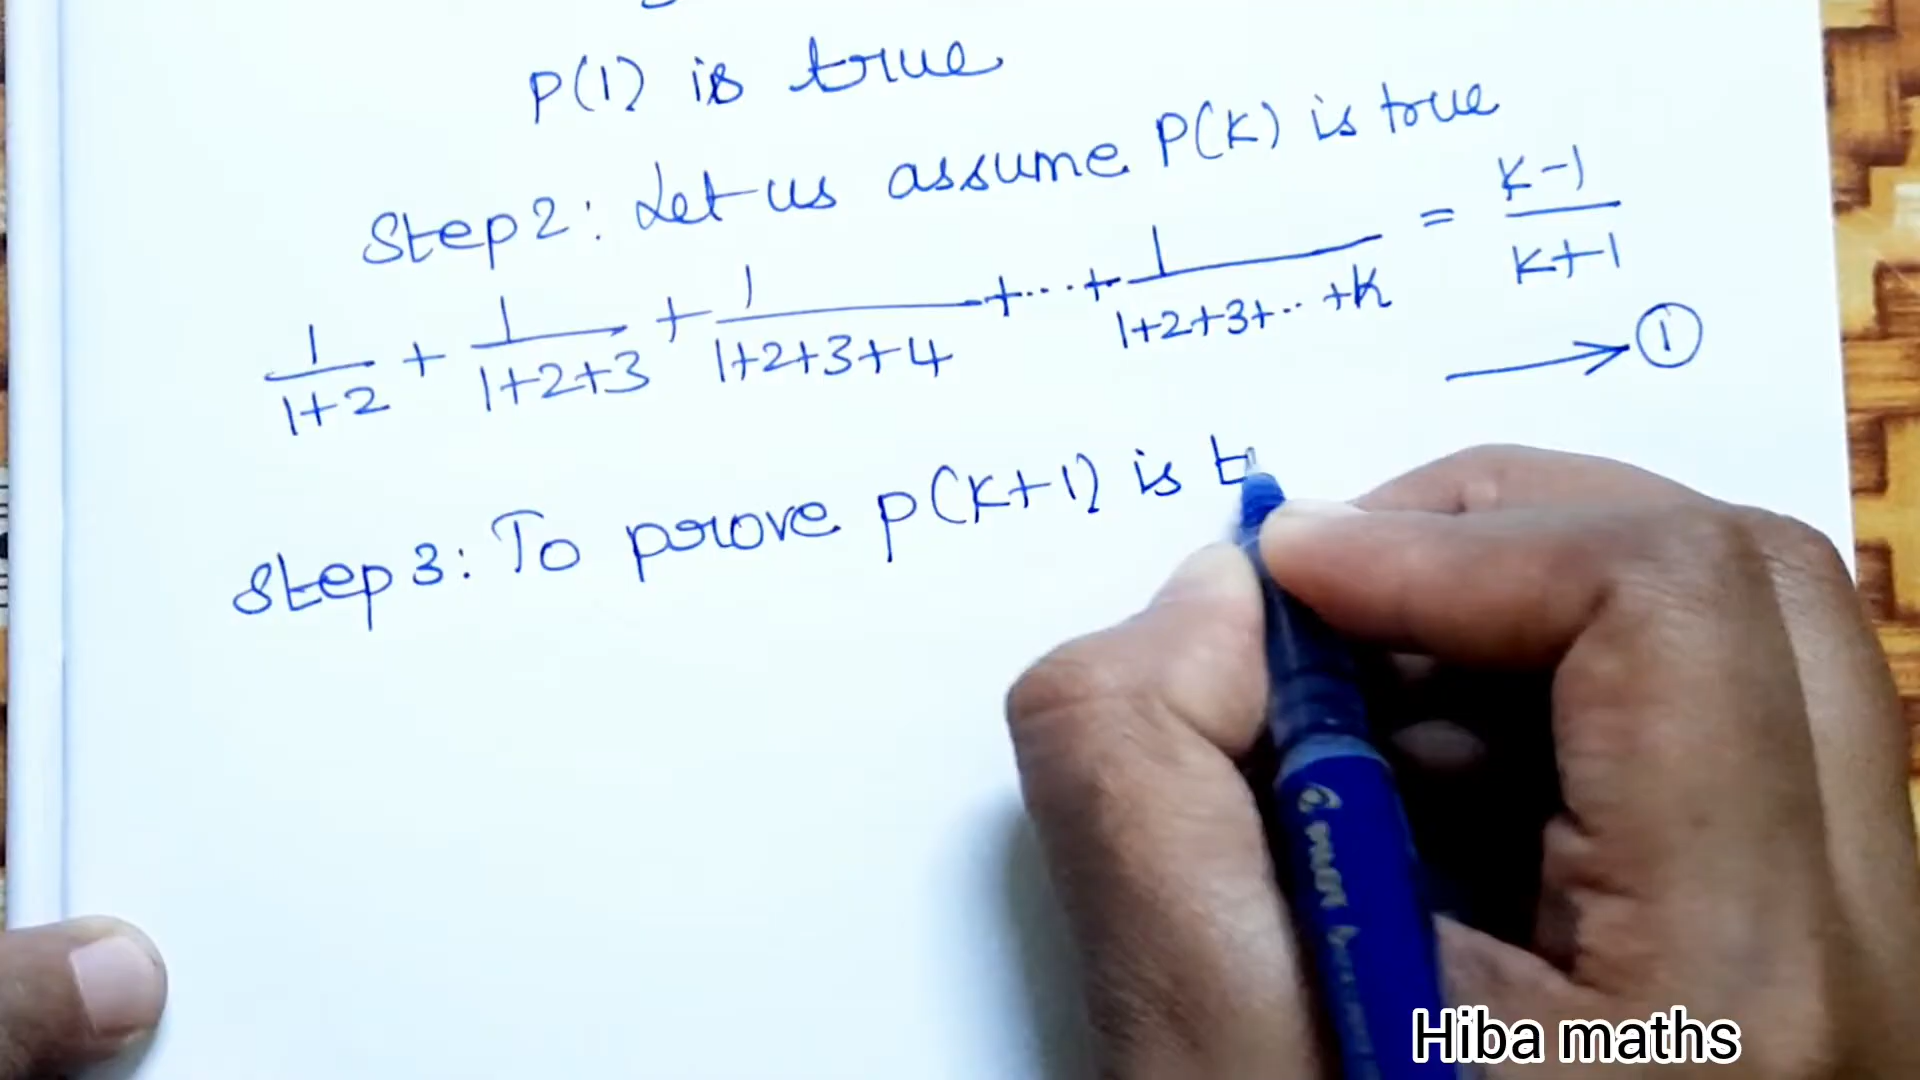 P(1) is true
Step 2: Let us assume P(K) is true
1/1+2 + 1/1+2+3 + 1/1+2+3+4 +...+ 1/1+2+3+..+K = K-1/K+1
→ ①
Step 3: To prove P(K+1) is t
Hiba maths